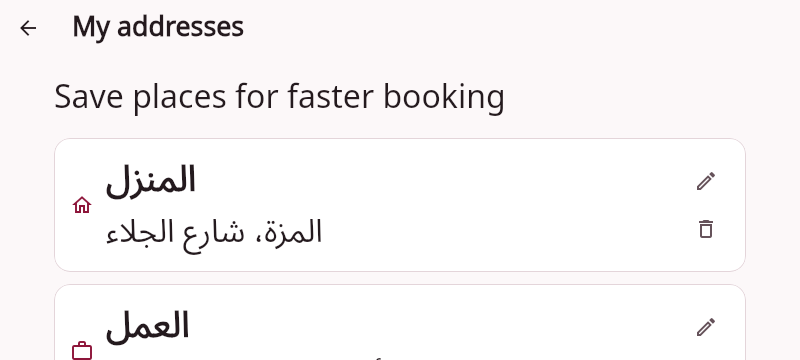 My addresses
Save places for faster booking
المنزل
المزة، شارع الجلاء
العمل